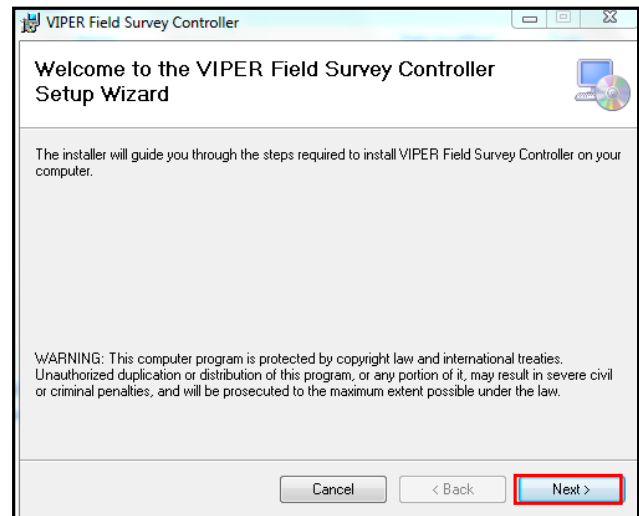 VIPER Field Survey Controller
Welcome to the VIPER Field Survey Controller
Setup Wizard
The installer will guide you through the steps required to install VIPER Field Survey Controller on your
computer.
WARNING: This computer program is protected by copyright law and international treaties.
Unauthorized duplication or distribution of this program, or any portion of it, may result in severe civil
or criminal penalties, and will be prosecuted to the maximum extent possible under the law.
Cancel
< Back
Next >